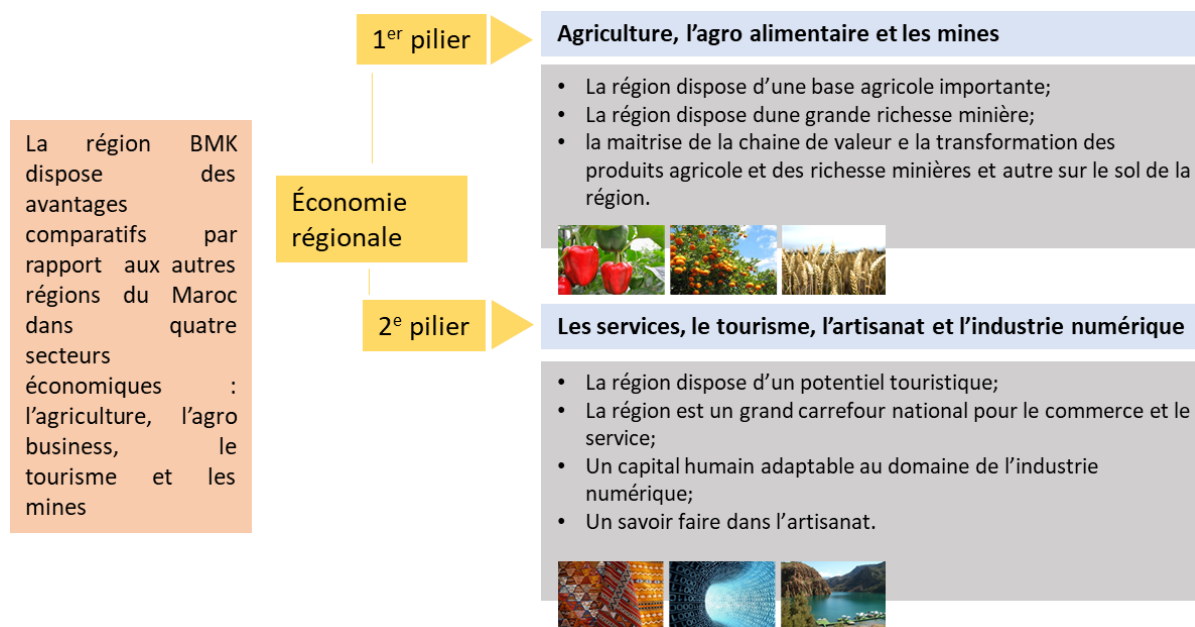 La région BMK
dispose des
avantages
comparatifs par
rapport aux autres
régions du Maroc
dans quatre
secteurs
économiques :
l'agriculture, l'agro
business, le
tourisme et les
mines
Économie
régionale
1er pilier
Agriculture, l'agro alimentaire et les mines
• La région dispose d'une base agricole importante;
• La région dispose dune grande richesse minière;
• la maitrise de la chaine de valeur e la transformation des
produits agricole et des richesse minières et autre sur le sol de la
région.
2e pilier
Les services, le tourisme, l'artisanat et l'industrie numérique
• La région dispose d'un potentiel touristique;
• La région est un grand carrefour national pour le commerce et le
service;
• Un capital humain adaptable au domaine de l'industrie
numérique;
• Un savoir faire dans l'artisanat.